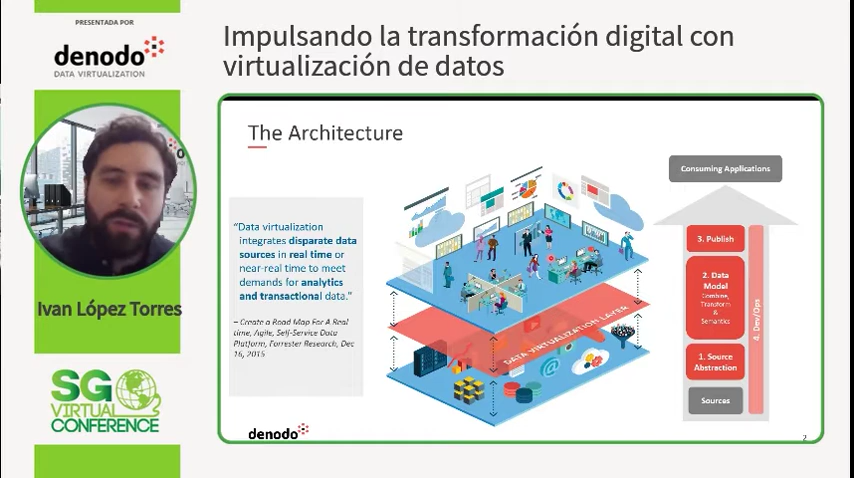 PRESENTADA POR
denodo
DATA VIRTUALIZATION
Ivan López Torres
SG
VIRTUAL
CONFERENCE
Impulsando la transformación digital con
virtualización de datos
The Architecture
“Data virtualization
integrates disparate data
sources in real time or
near-real time to meet
demands for analytics
and transactional data.”
– Create a Road Map For A Real
time, Agile, Self-Service Data
Platform, Forrester Research, Dec
16, 2015
DATA VIRTUALIZATION LAYER
Consuming Applications
3. Publish
2. Data
Model
Combine,
Transform
&
Semantics
1. Source
Abstraction
Sources
4. Dev/Ops
denodo
2